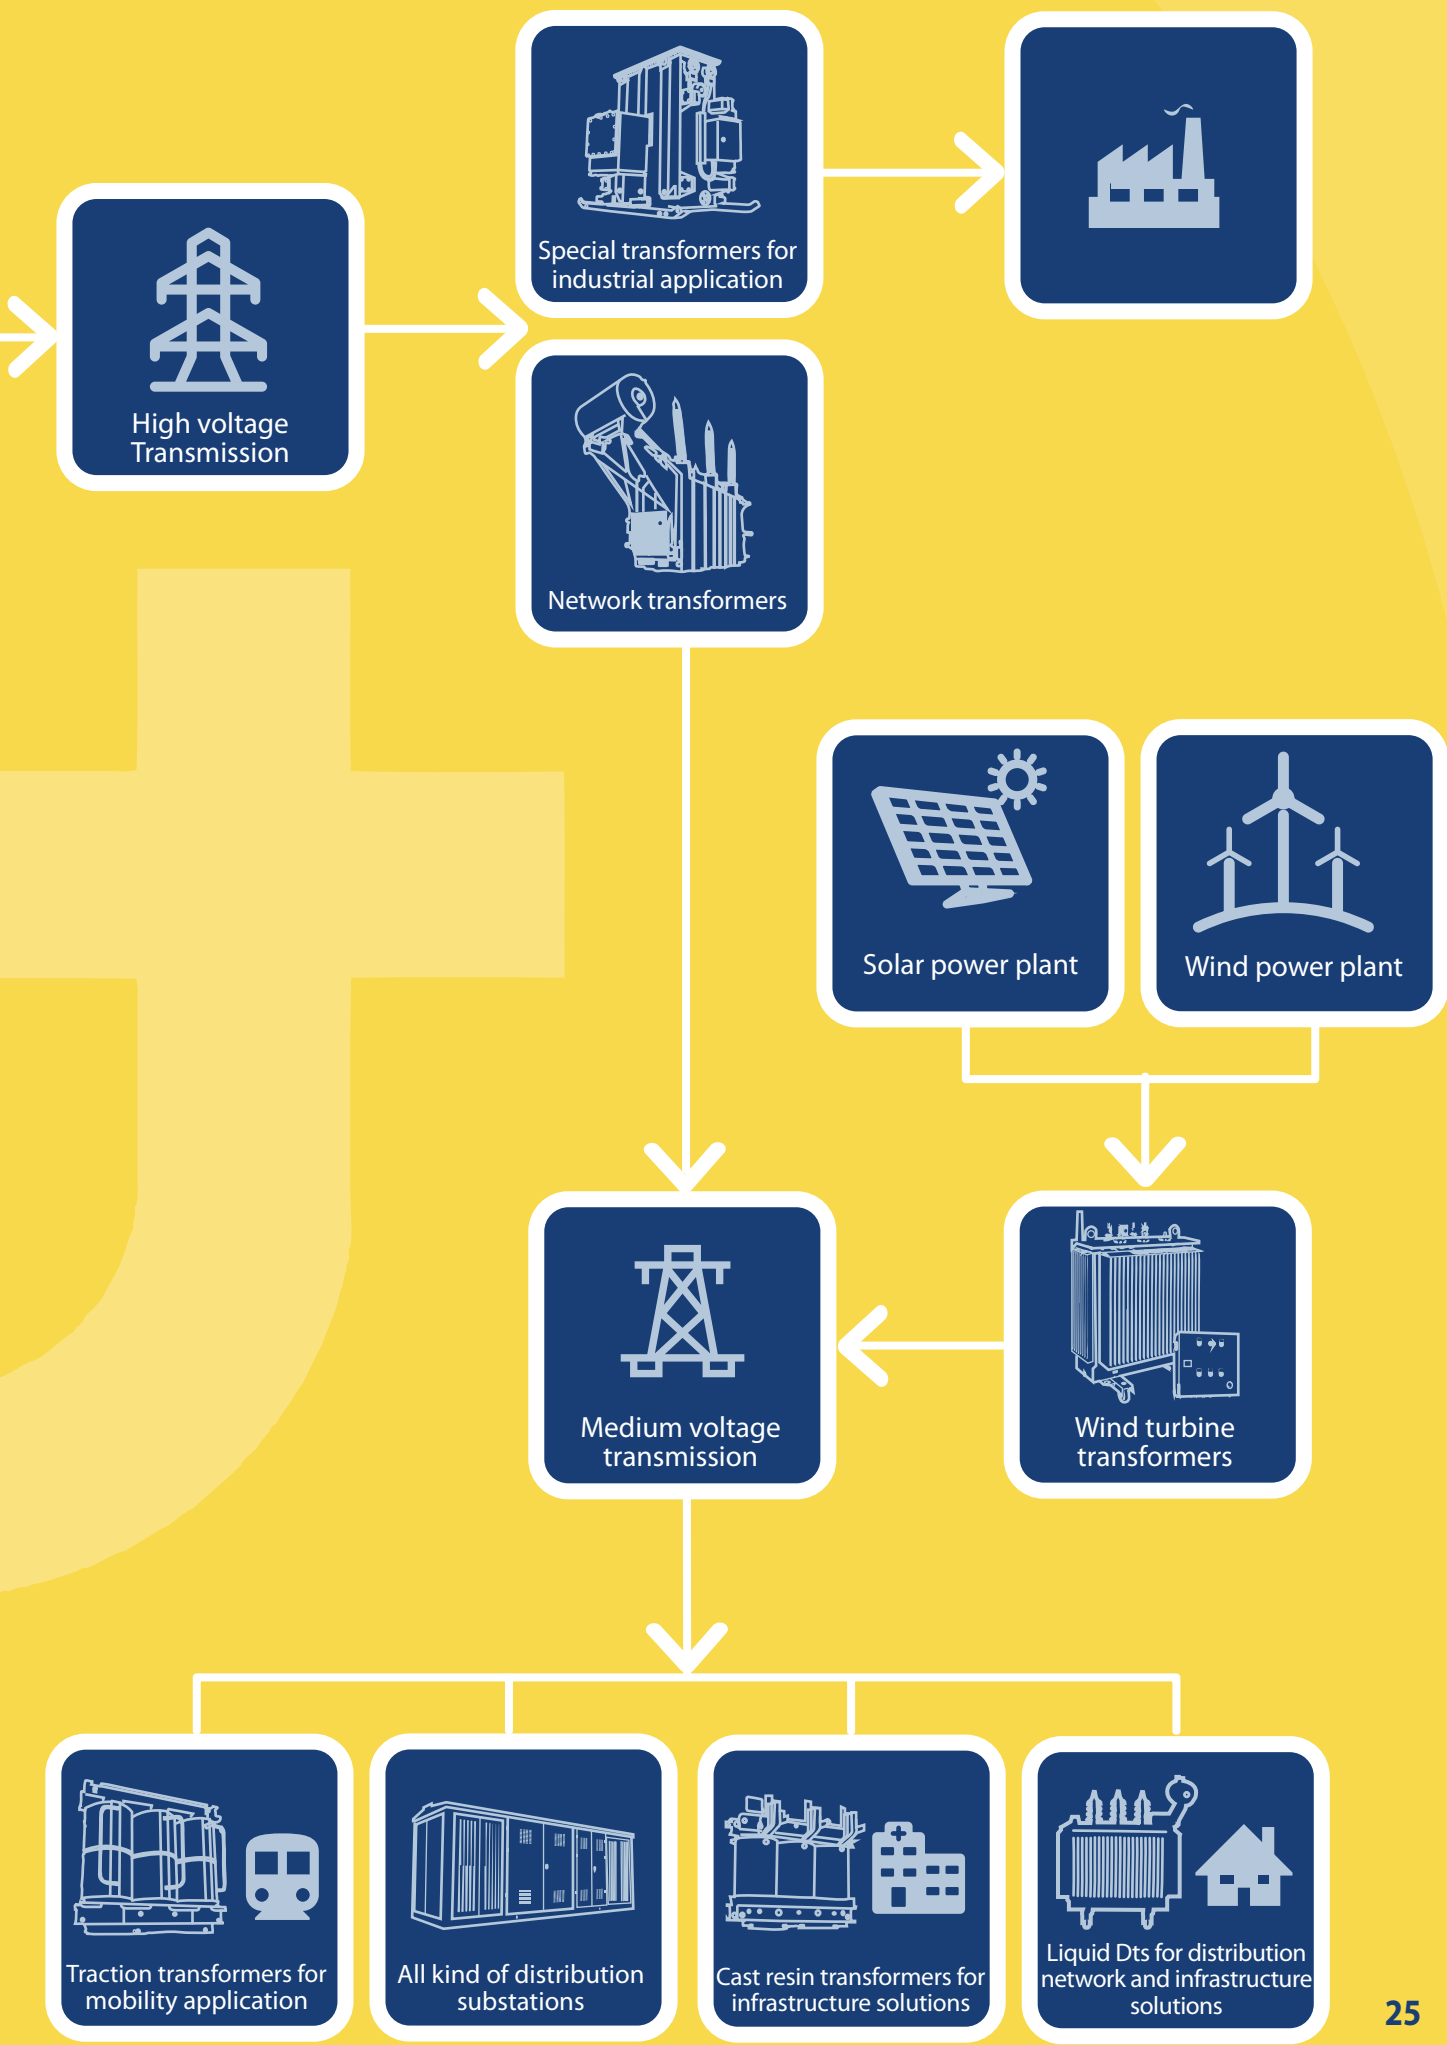 Special transformers for
industrial application
High voltage
Transmission
Network transformers
Solar power plant
Wind power plant
Medium voltage
transmission
Wind turbine
transformers
Traction transformers for
mobility application
All kind of distribution
substations
Cast resin transformers for
infrastructure solutions
Liquid Dts for distribution
network and infrastructure
solutions
25